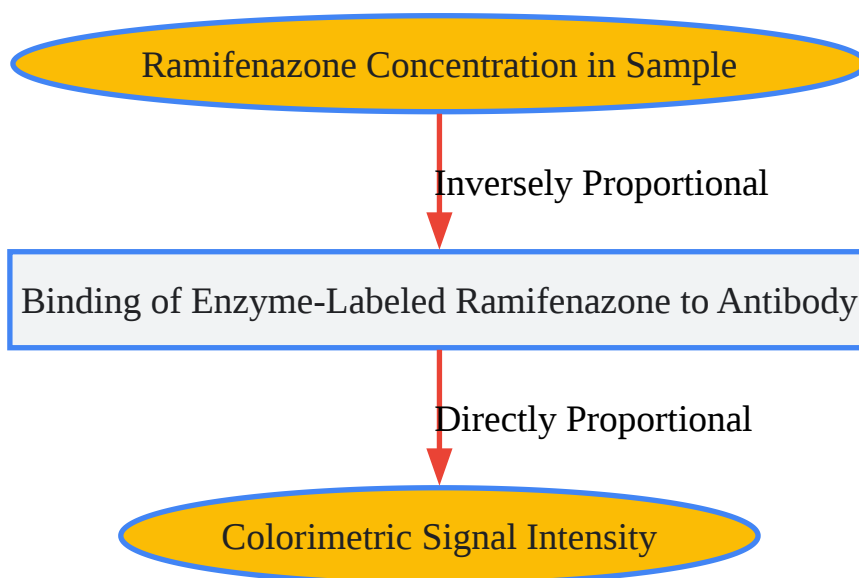 Ramifenazone Concentration in Sample
Inversely Proportional
Binding of Enzyme-Labeled Ramifenazone to Antibody
Directly Proportional
Colorimetric Signal Intensity